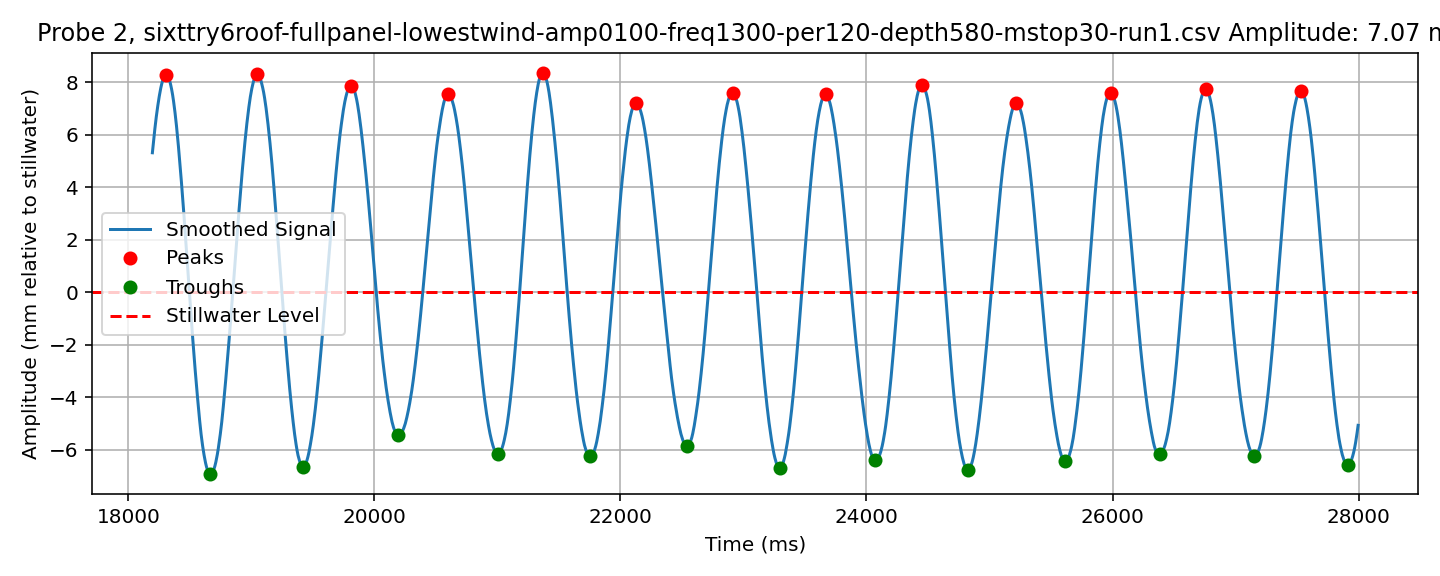 Probe 2, sixttry6roof-fullpanel-lowestwind-amp0100-freq1300-per120-depth580-mstop30-run1.csv Amplitude: 7.07
Amplitude (mm relative to stillwater)
8
6
4
2
0
−2
−4
−6
Smoothed Signal
Peaks
Troughs
Stillwater Level
18000 20000 22000 24000 26000 28000
Time (ms)